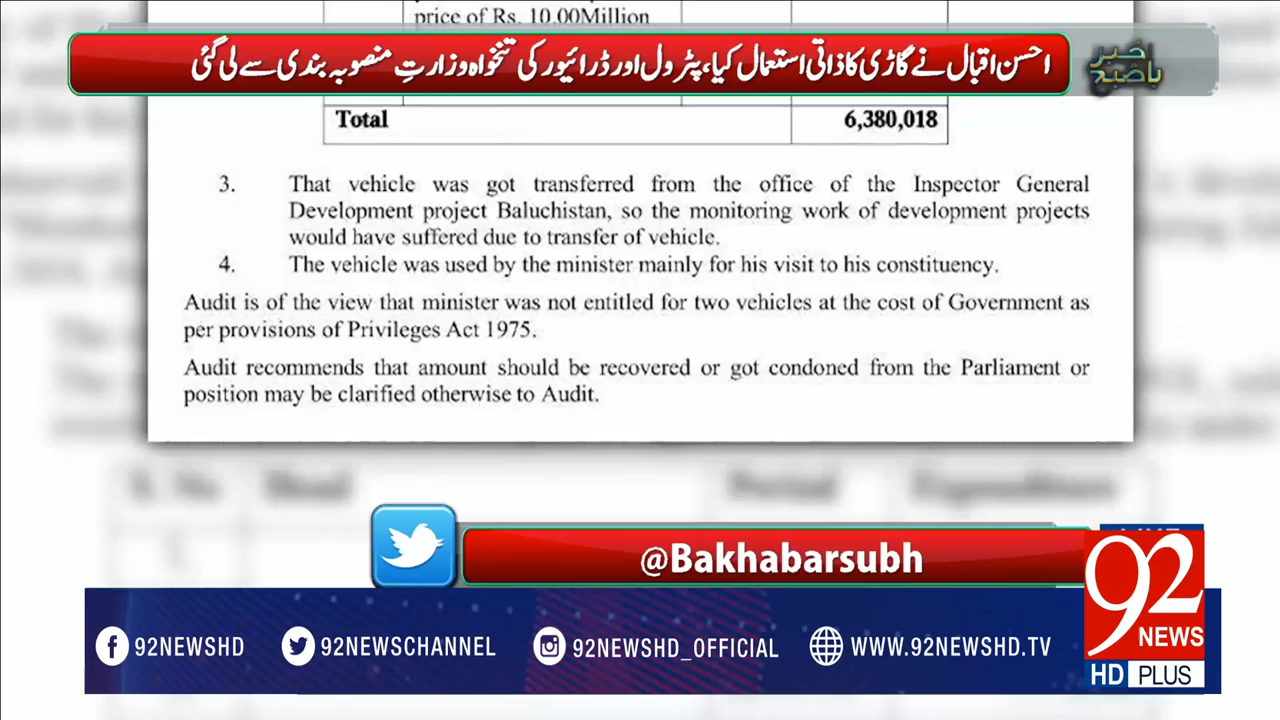 price of Rs. 10.00Million
احسن اقبال نے گاڑی کا ذاتی استعمال کیا، پٹرول اور ڈرائیور کی تنخواہ وزارتِ منصوبہ بندی سے لی گئی
باخبر صبح
Total 6,380,018
3. That vehicle was got transferred from the office of the Inspector General
Development project Baluchistan, so the monitoring work of development projects
would have suffered due to transfer of vehicle.
4. The vehicle was used by the minister mainly for his visit to his constituency.
Audit is of the view that minister was not entitled for two vehicles at the cost of Government as
per provisions of Privileges Act 1975.
Audit recommends that amount should be recovered or got condoned from the Parliament or
position may be clarified otherwise to Audit.
S. No Head Period Expenditure
@Bakhabarsubh
92 NEWS
HD PLUS
92NEWSHD 92NEWSCHANNEL 92NEWSHD_OFFICIAL WWW.92NEWSHD.TV